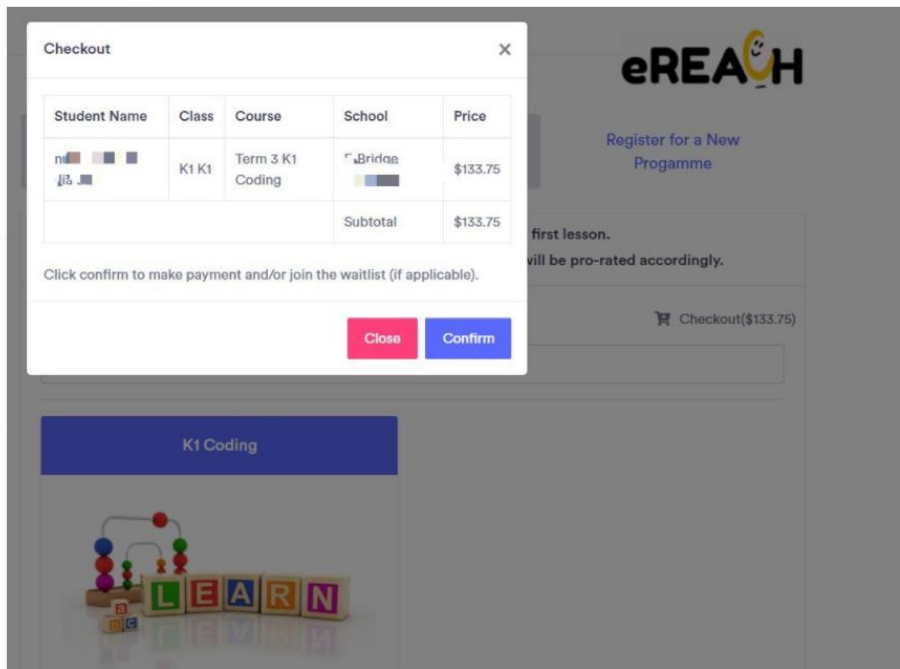 Checkout
×
Student Name Class Course School Price
K1 K1 Term 3 K1 Coding Bridge $133.75
Subtotal $133.75
Click confirm to make payment and/or join the waitlist (if applicable).
Close Confirm
eREACH
Register for a New
Progamme
first lesson.
will be pro-rated accordingly.
Checkout($133.75)
K1 Coding
L E A R N
a
B C